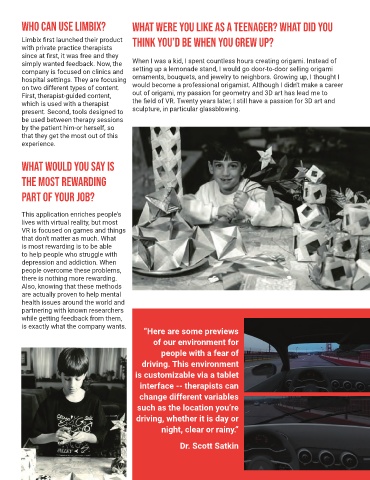 WHO CAN USE LIMBIX?
Limbix first launched their product
with private practice therapists
since at first, it was free and they
simply wanted feedback. Now, the
company is focused on clinics and
hospital settings. They are focusing
on two different types of content.
First, therapist-guided content,
which is used with a therapist
present. Second, tools designed to
be used between therapy sessions
by the patient him-or herself, so
that they get the most out of this
experience.
WHAT WOULD YOU SAY IS
THE MOST REWARDING
PART OF YOUR JOB?
This application enriches people's
lives with virtual reality, but most
VR is focused on games and things
that don't matter as much. What
is most rewarding is to be able
to help people who struggle with
depression and addiction. When
people overcome these problems,
there is nothing more rewarding.
Also, knowing that these methods
are actually proven to help mental
health issues around the world and
partnering with known researchers
while getting feedback from them,
is exactly what the company wants.
WHAT WERE YOU LIKE AS A TEENAGER? WHAT DID YOU
THINK YOU'D BE WHEN YOU GREW UP?
When I was a kid, I spent countless hours creating origami. Instead of
setting up a lemonade stand, I would go door-to-door selling origami
ornaments, bouquets, and jewelry to neighbors. Growing up, I thought I
would become a professional origamist. Although I didn't make a career
out of origami, my passion for geometry and 3D art has lead me to
the field of VR. Twenty years later, I still have a passion for 3D art and
sculpture, in particular glassblowing.
"Here are some previews
of our environment for
people with a fear of
driving. This environment
is customizable via a tablet
interface -- therapists can
change different variables
such as the location you're
driving, whether it is day or
night, clear or rainy."
Dr. Scott Satkin